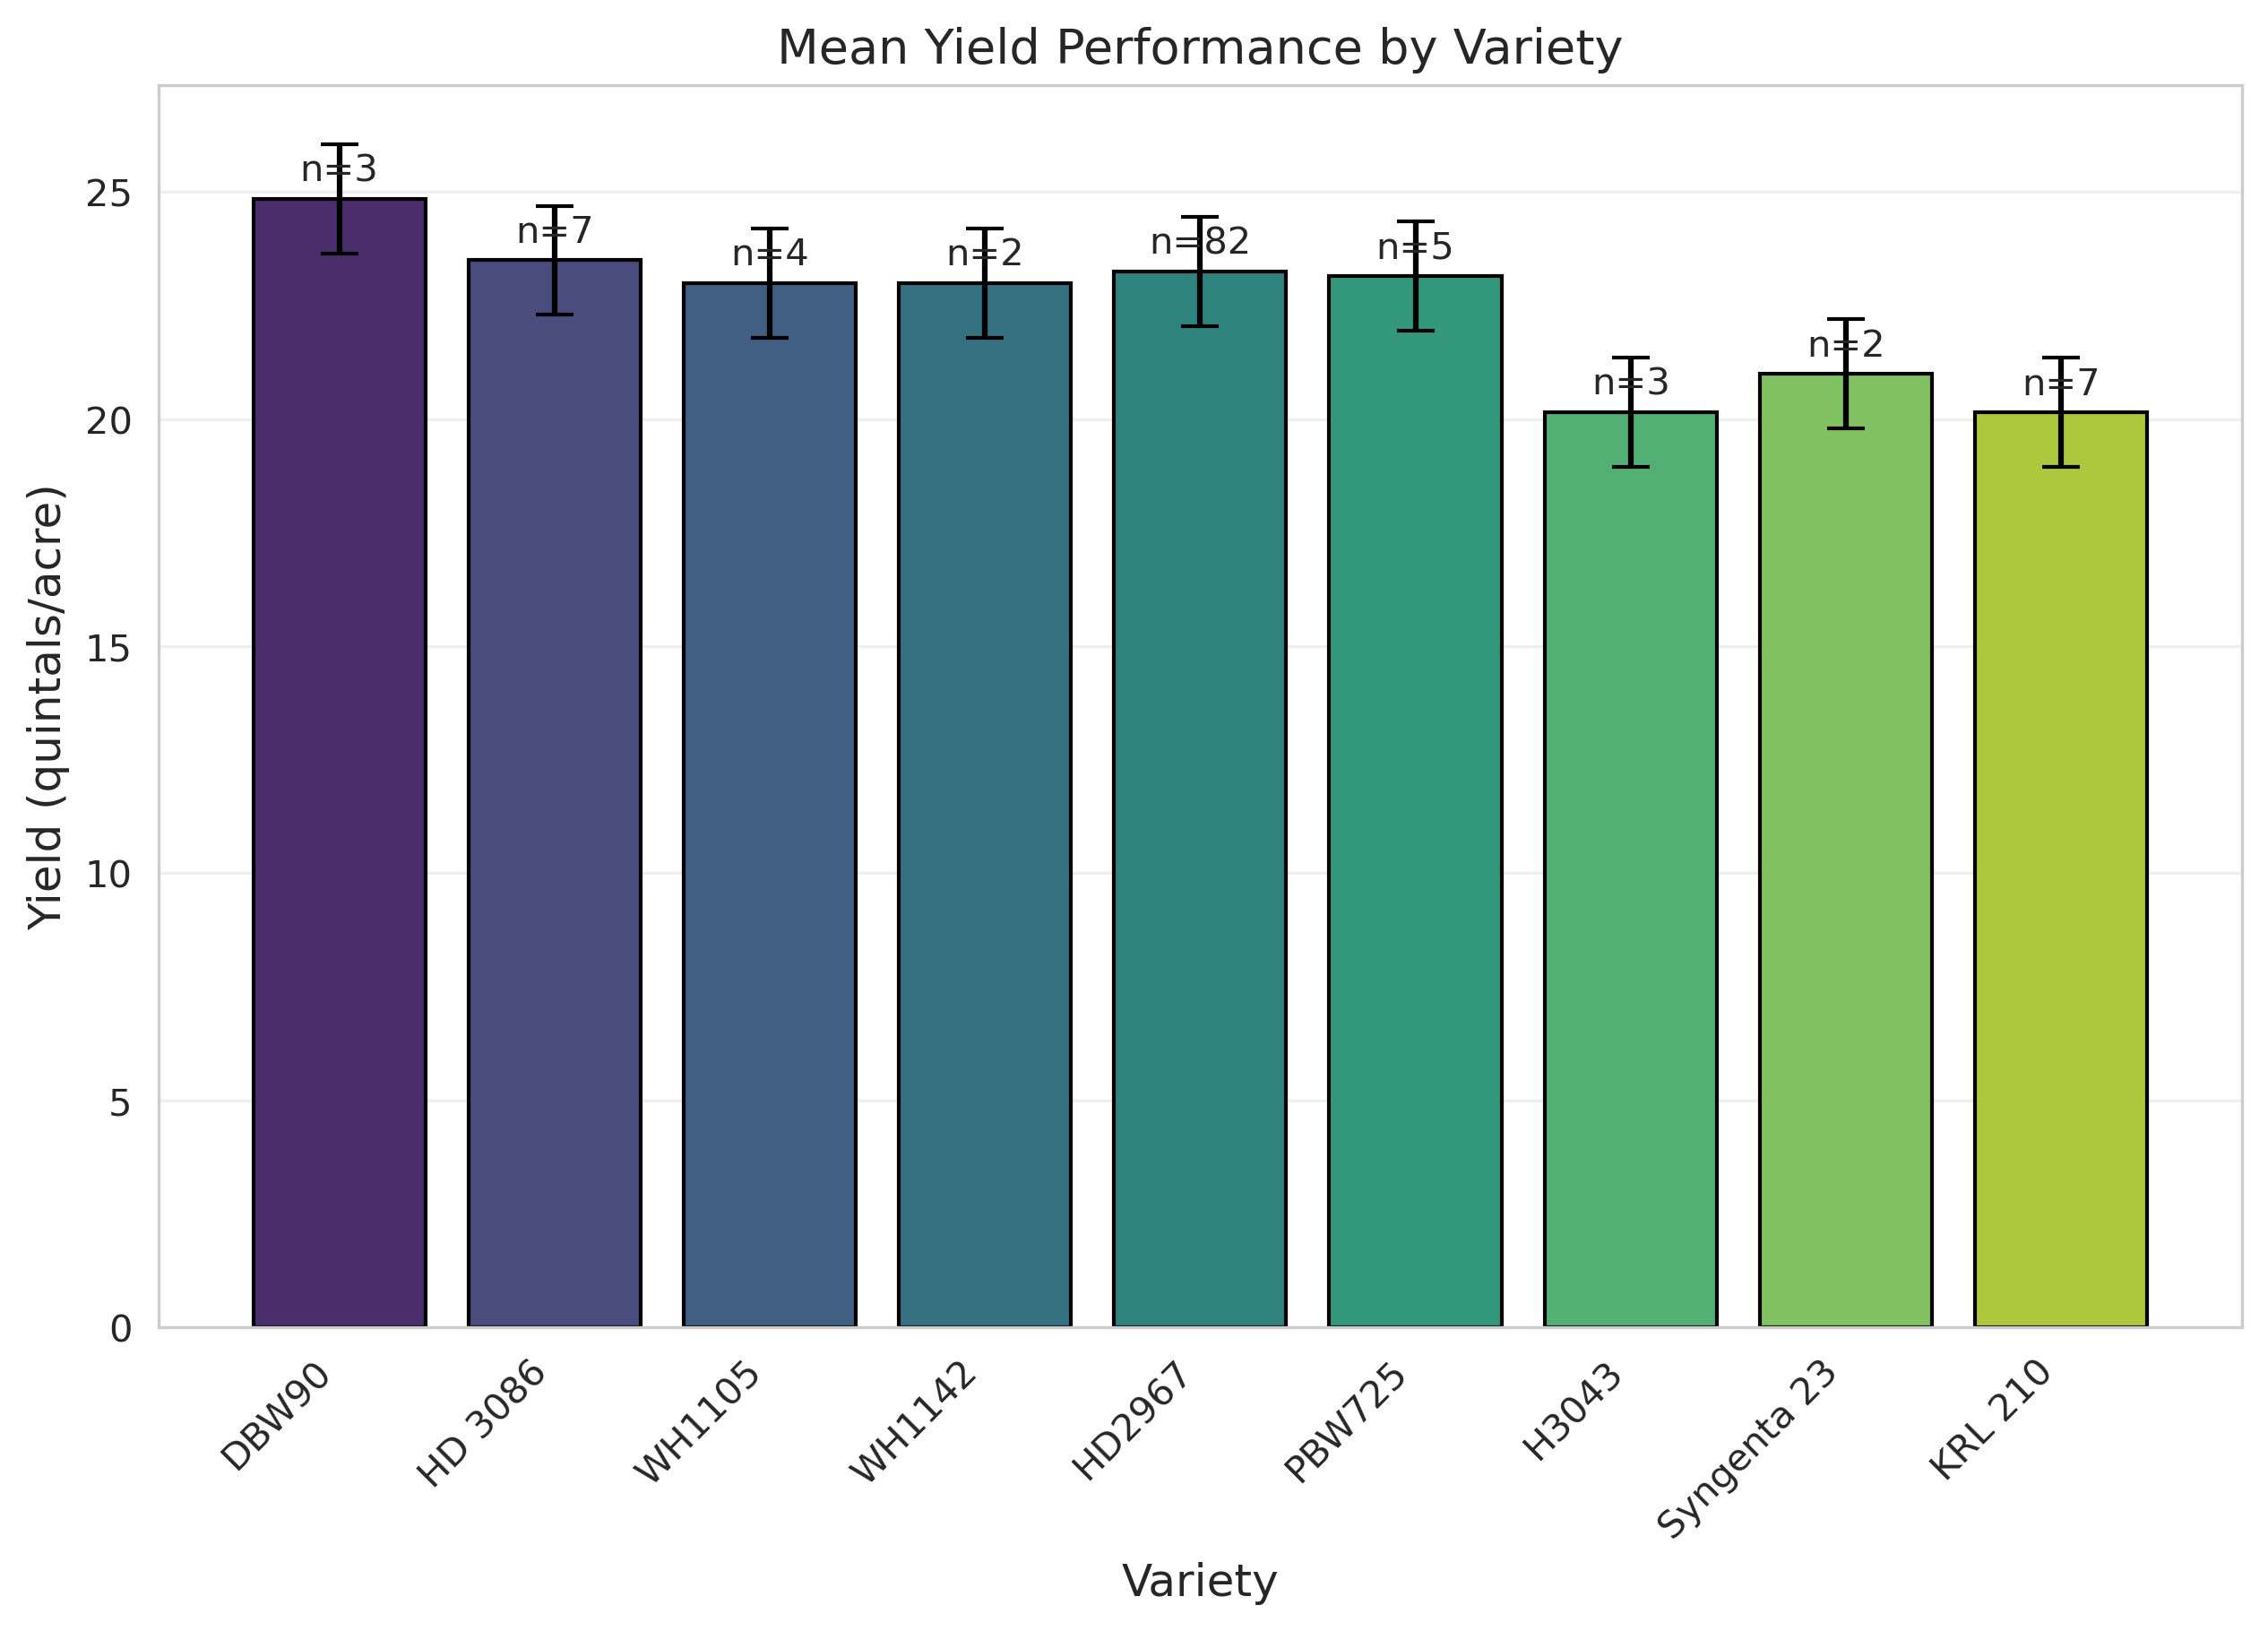 Mean Yield Performance by Variety
Yield (quintals/acre)
25
20
15
10
5
0
n=3
n=7
n=4
n=2
n=82
n=5
n=3
n=2
n=7
DBW90
HD 3086
WH1105
WH1142
HD2967
PBW725
H3043
Syngenta 23
KRL 210
Variety